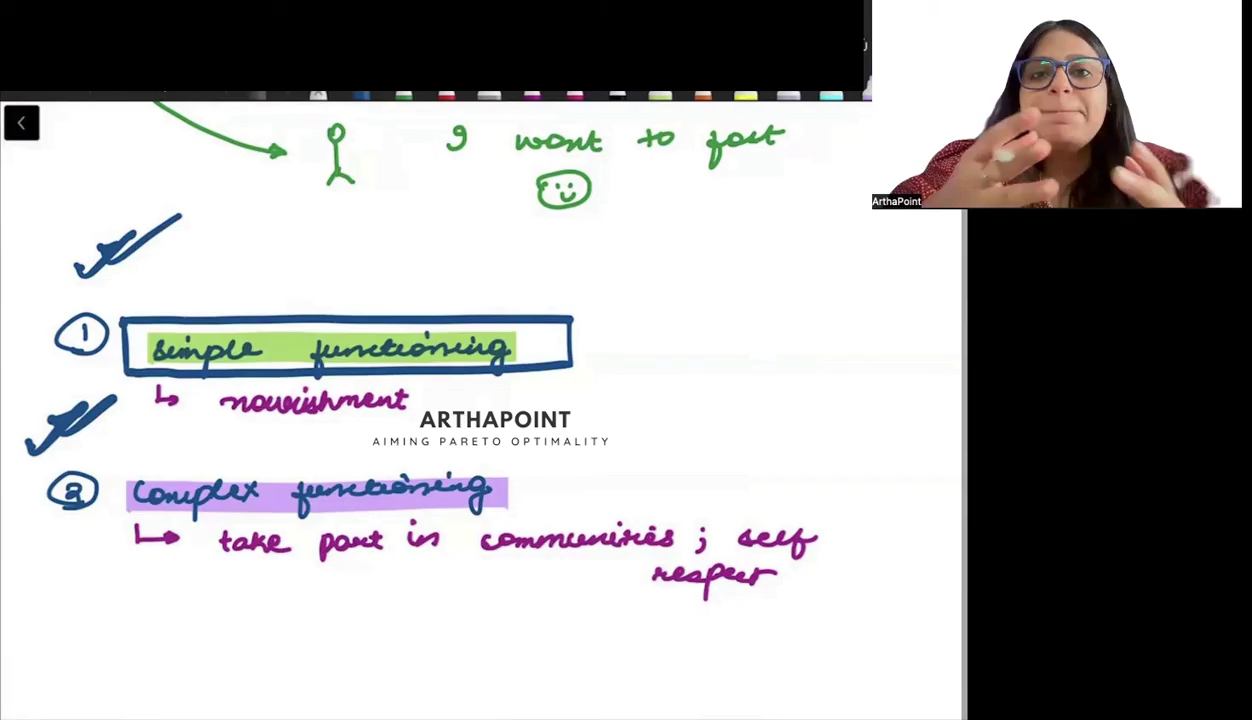 I want to fast
ArthaPoint
1 Simple functioning
↳ nourishment
ARTHAPOINT
AIMING PARETO OPTIMALITY
2 Complex functioning
↳ take part in communities ; self
respect